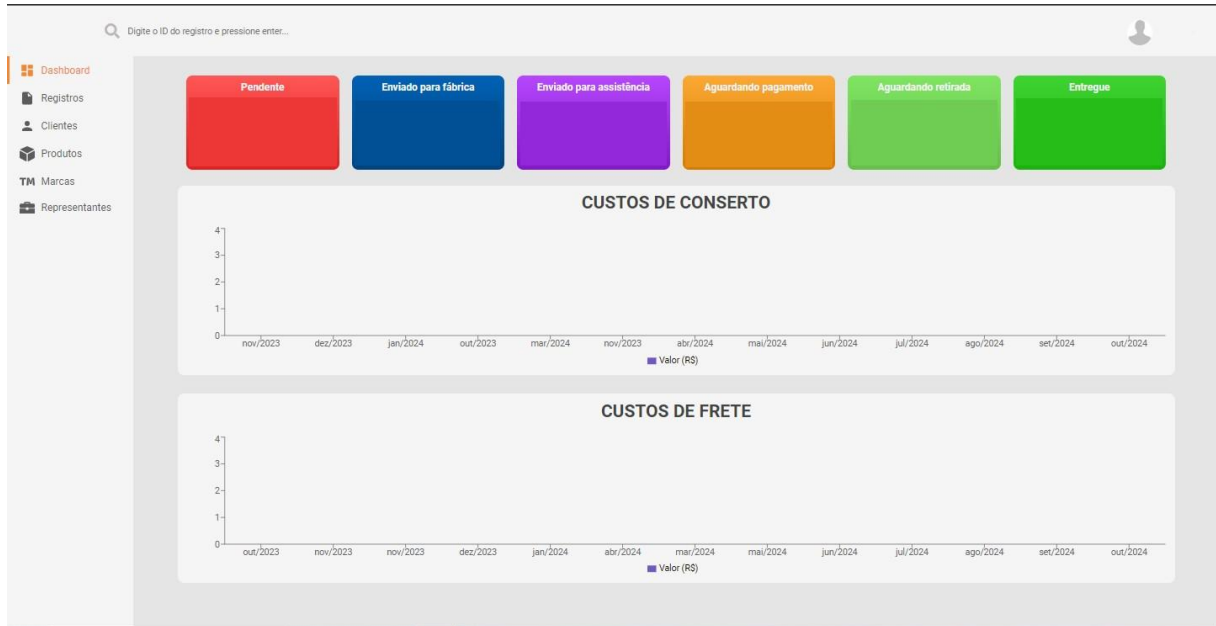 Digite o ID do registro e pressione enter...
Dashboard
Registros
Clientes
Produtos
TM Marcas
Representantes
Pendente
Enviado para fábrica
Enviado para assistência
Aguardando pagamento
Aguardando retirada
Entregue
CUSTOS DE CONSERTO
4
3
2
1
0
nov/2023 dez/2023 jan/2024 out/2023 mar/2024 nov/2023 abr/2024 mai/2024 jun/2024 jul/2024 ago/2024 set/2024 out/2024
Valor (R$)
CUSTOS DE FRETE
4
3
2
1
0
out/2023 nov/2023 nov/2023 dez/2023 jan/2024 abr/2024 mar/2024 mai/2024 jun/2024 jul/2024 ago/2024 set/2024 out/2024
Valor (R$)